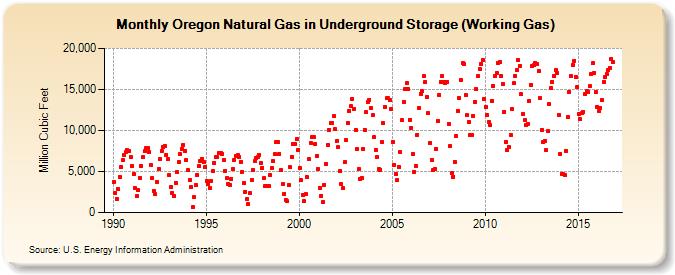 Monthly Oregon Natural Gas in Underground Storage (Working Gas)
Million Cubic Feet
20,000
15,000
10,000
5,000
0
1990 1995 2000 2005 2010 2015
Source: U.S. Energy Information Administration